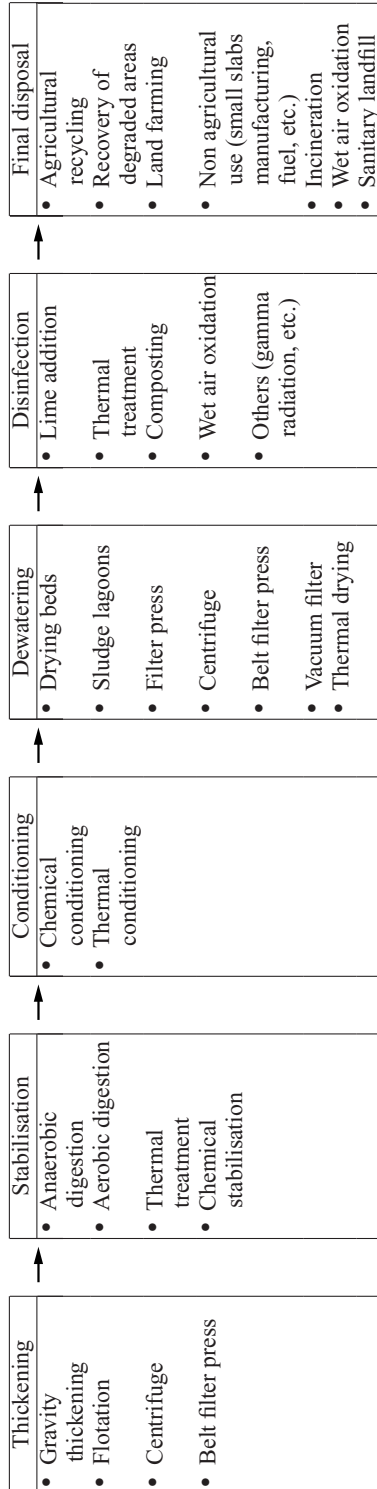 Thickening
• Gravity
thickening
• Flotation
• Centrifuge
• Belt filter press
Stabilisation
• Anaerobic
digestion
• Aerobic digestion
• Thermal
treatment
• Chemical
stabilisation
Conditioning
• Chemical
conditioning
• Thermal
conditioning
Dewatering
• Drying beds
• Sludge lagoons
• Filter press
• Centrifuge
• Belt filter press
• Vacuum filter
• Thermal drying
Disinfection
• Lime addition
• Thermal
treatment
• Composting
• Wet air oxidation
• Others (gamma
radiation, etc.)
Final disposal
• Agricultural
recycling
• Recovery of
degraded areas
• Land farming
• Non agricultural
use (small slabs
manufacturing,
fuel, etc.)
• Incineration
• Wet air oxidation
• Sanitary landfill